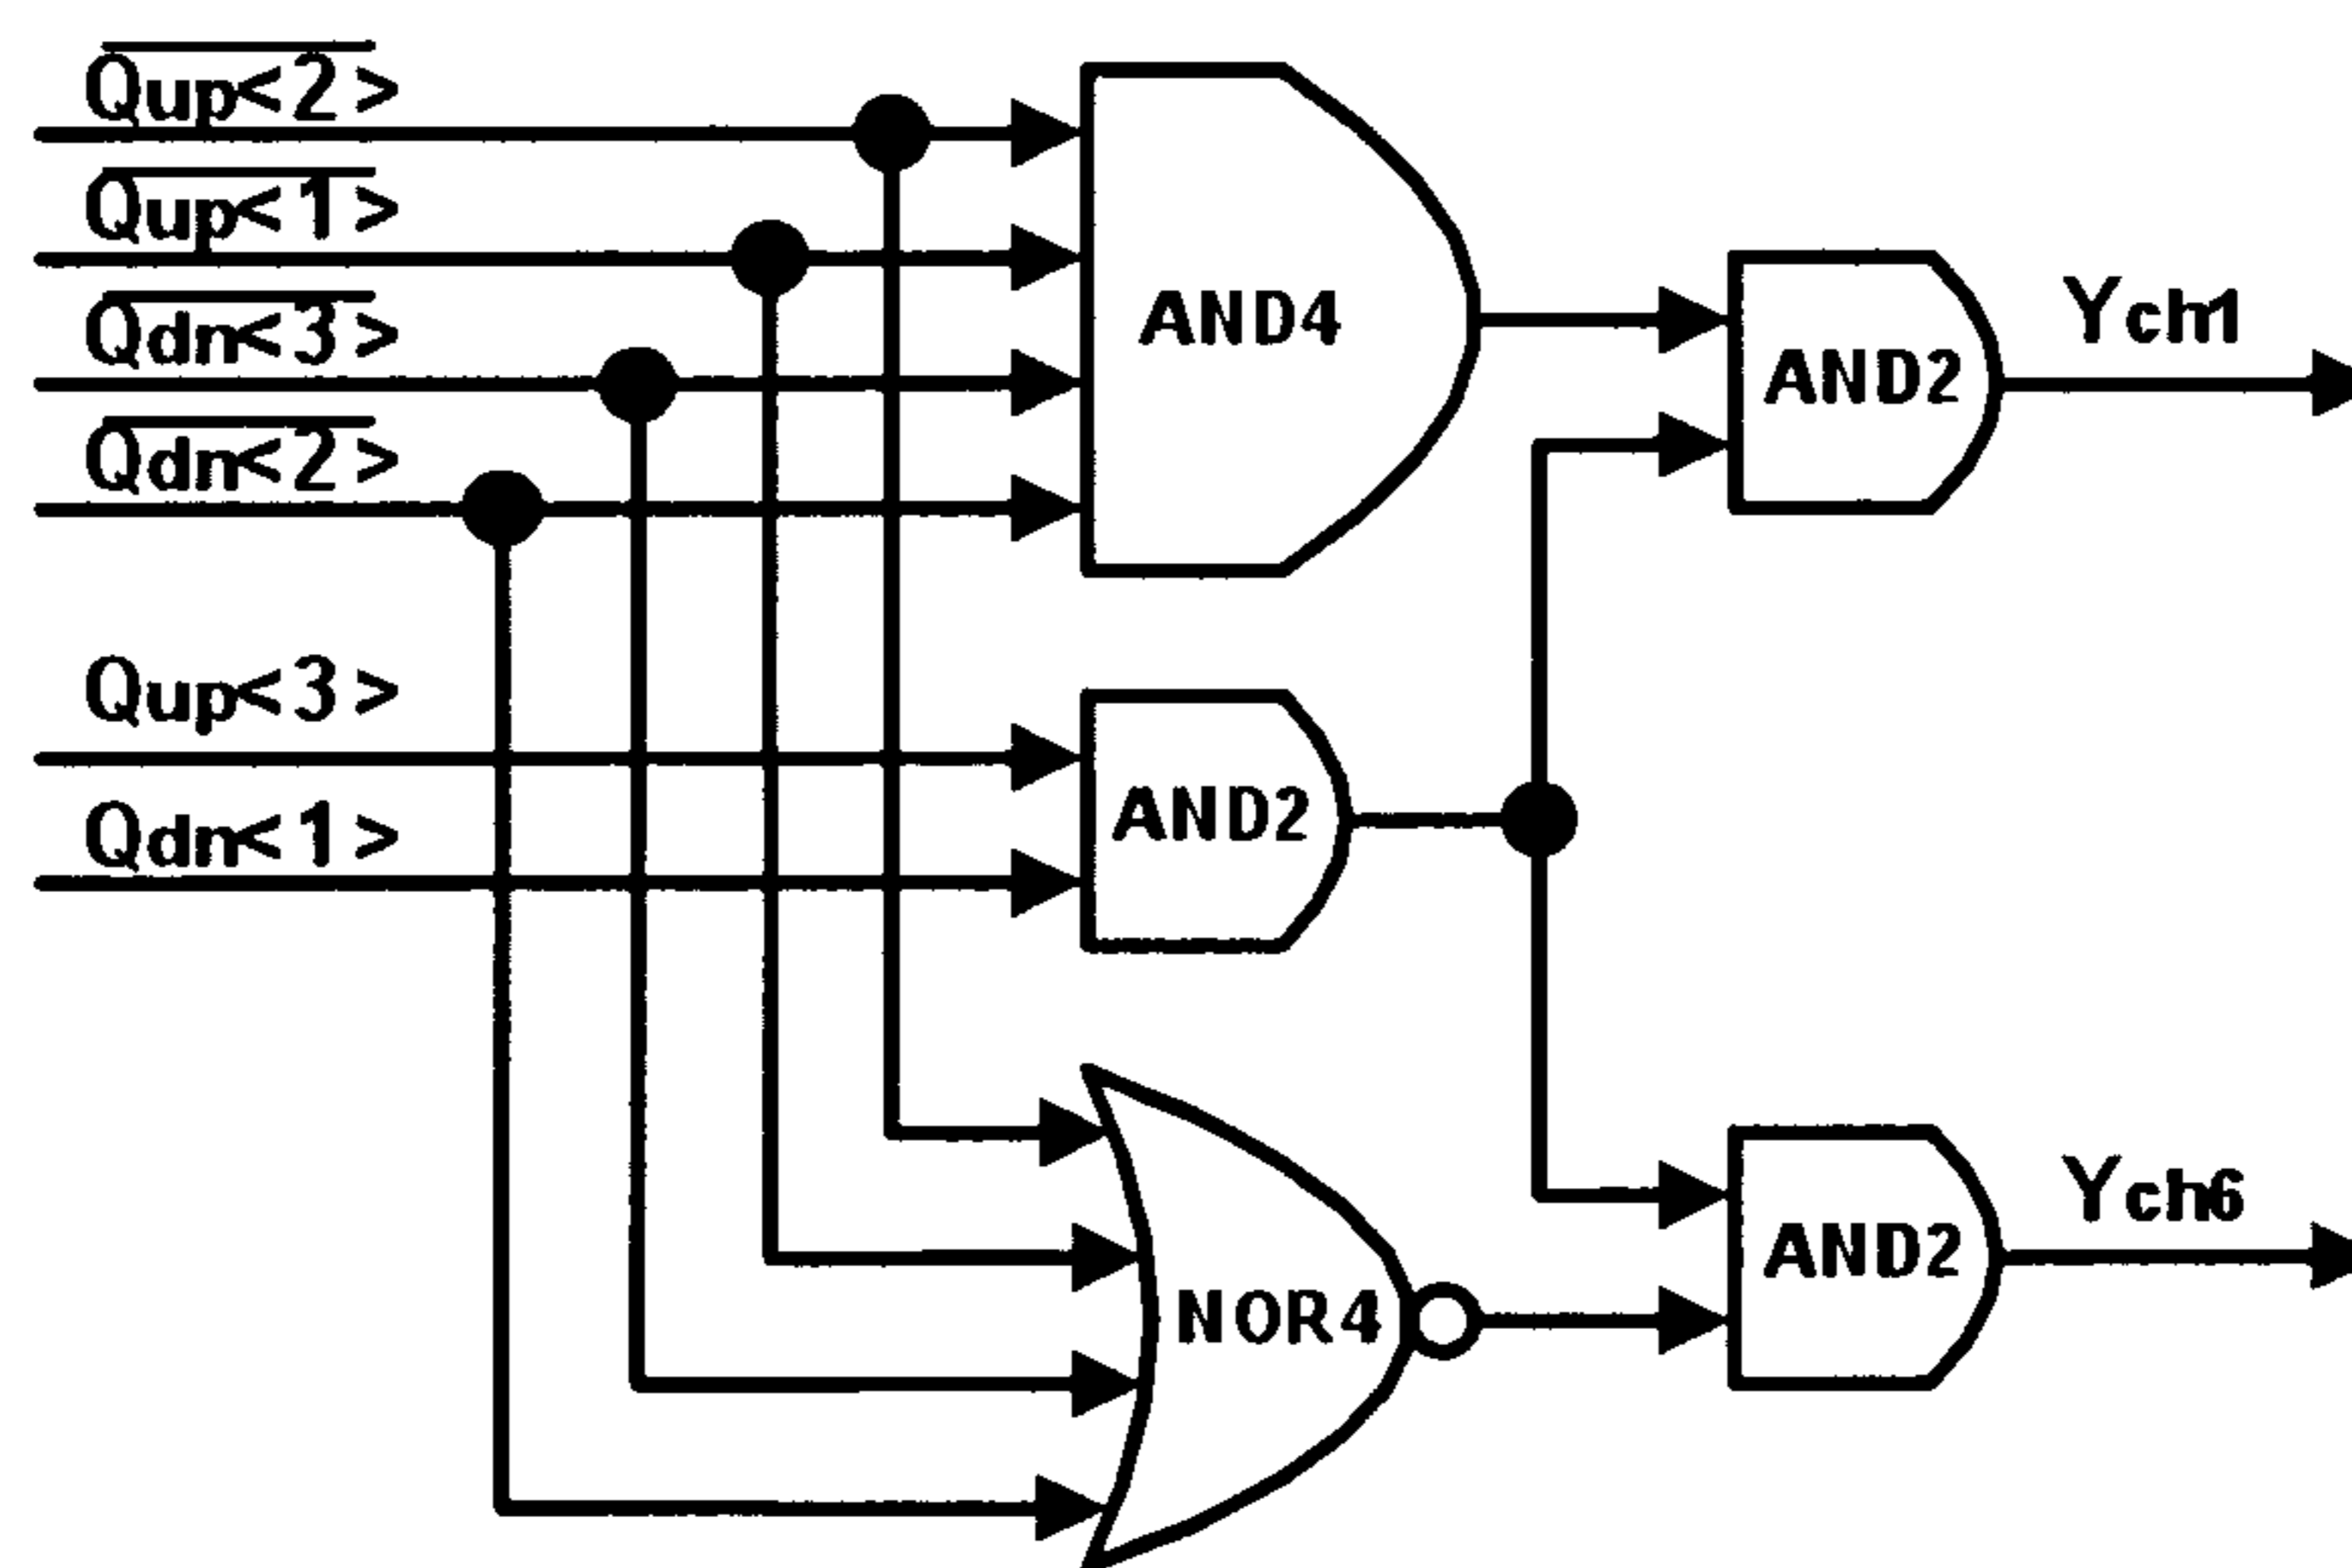 Qup<2>
Qup<1>
Qdn<3>
Qdn<2>
AND4
AND2
Ych1
Qup<3>
Qdn<1>
AND2
NOR4
AND2
Ych6